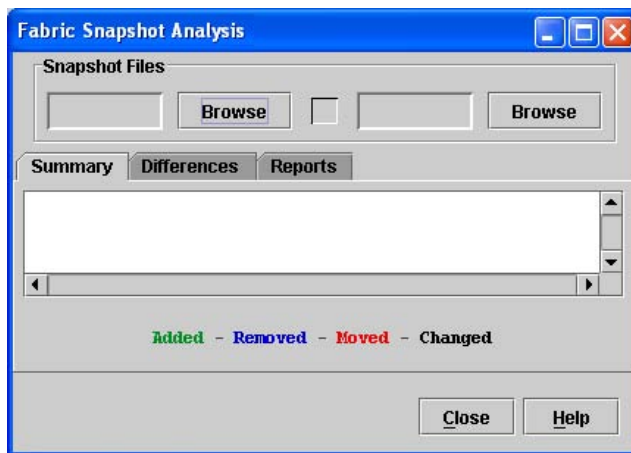 Fabric Snapshot Analysis
Snapshot Files
Browse Browse
Summary Differences Reports
Added - Removed - Moved - Changed
Close Help